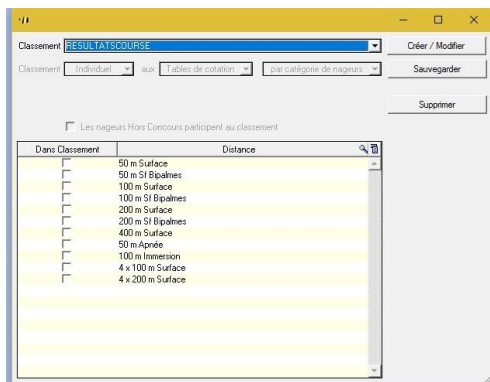 Classement RESULTATSCOURSE Créer / Modifier
Classement Individuel aux Tables de cotation par catégorie de nageurs Sauvegarder
Supprimer
Les nageurs Hors Concours participent au classement
Dans Classement Distance
50 m Surface
50 m Sf Bipalmes
100 m Surface
100 m Sf Bipalmes
200 m Surface
200 m Sf Bipalmes
400 m Surface
50 m Apnée
100 m Immersion
4 x 100 m Surface
4 x 200 m Surface